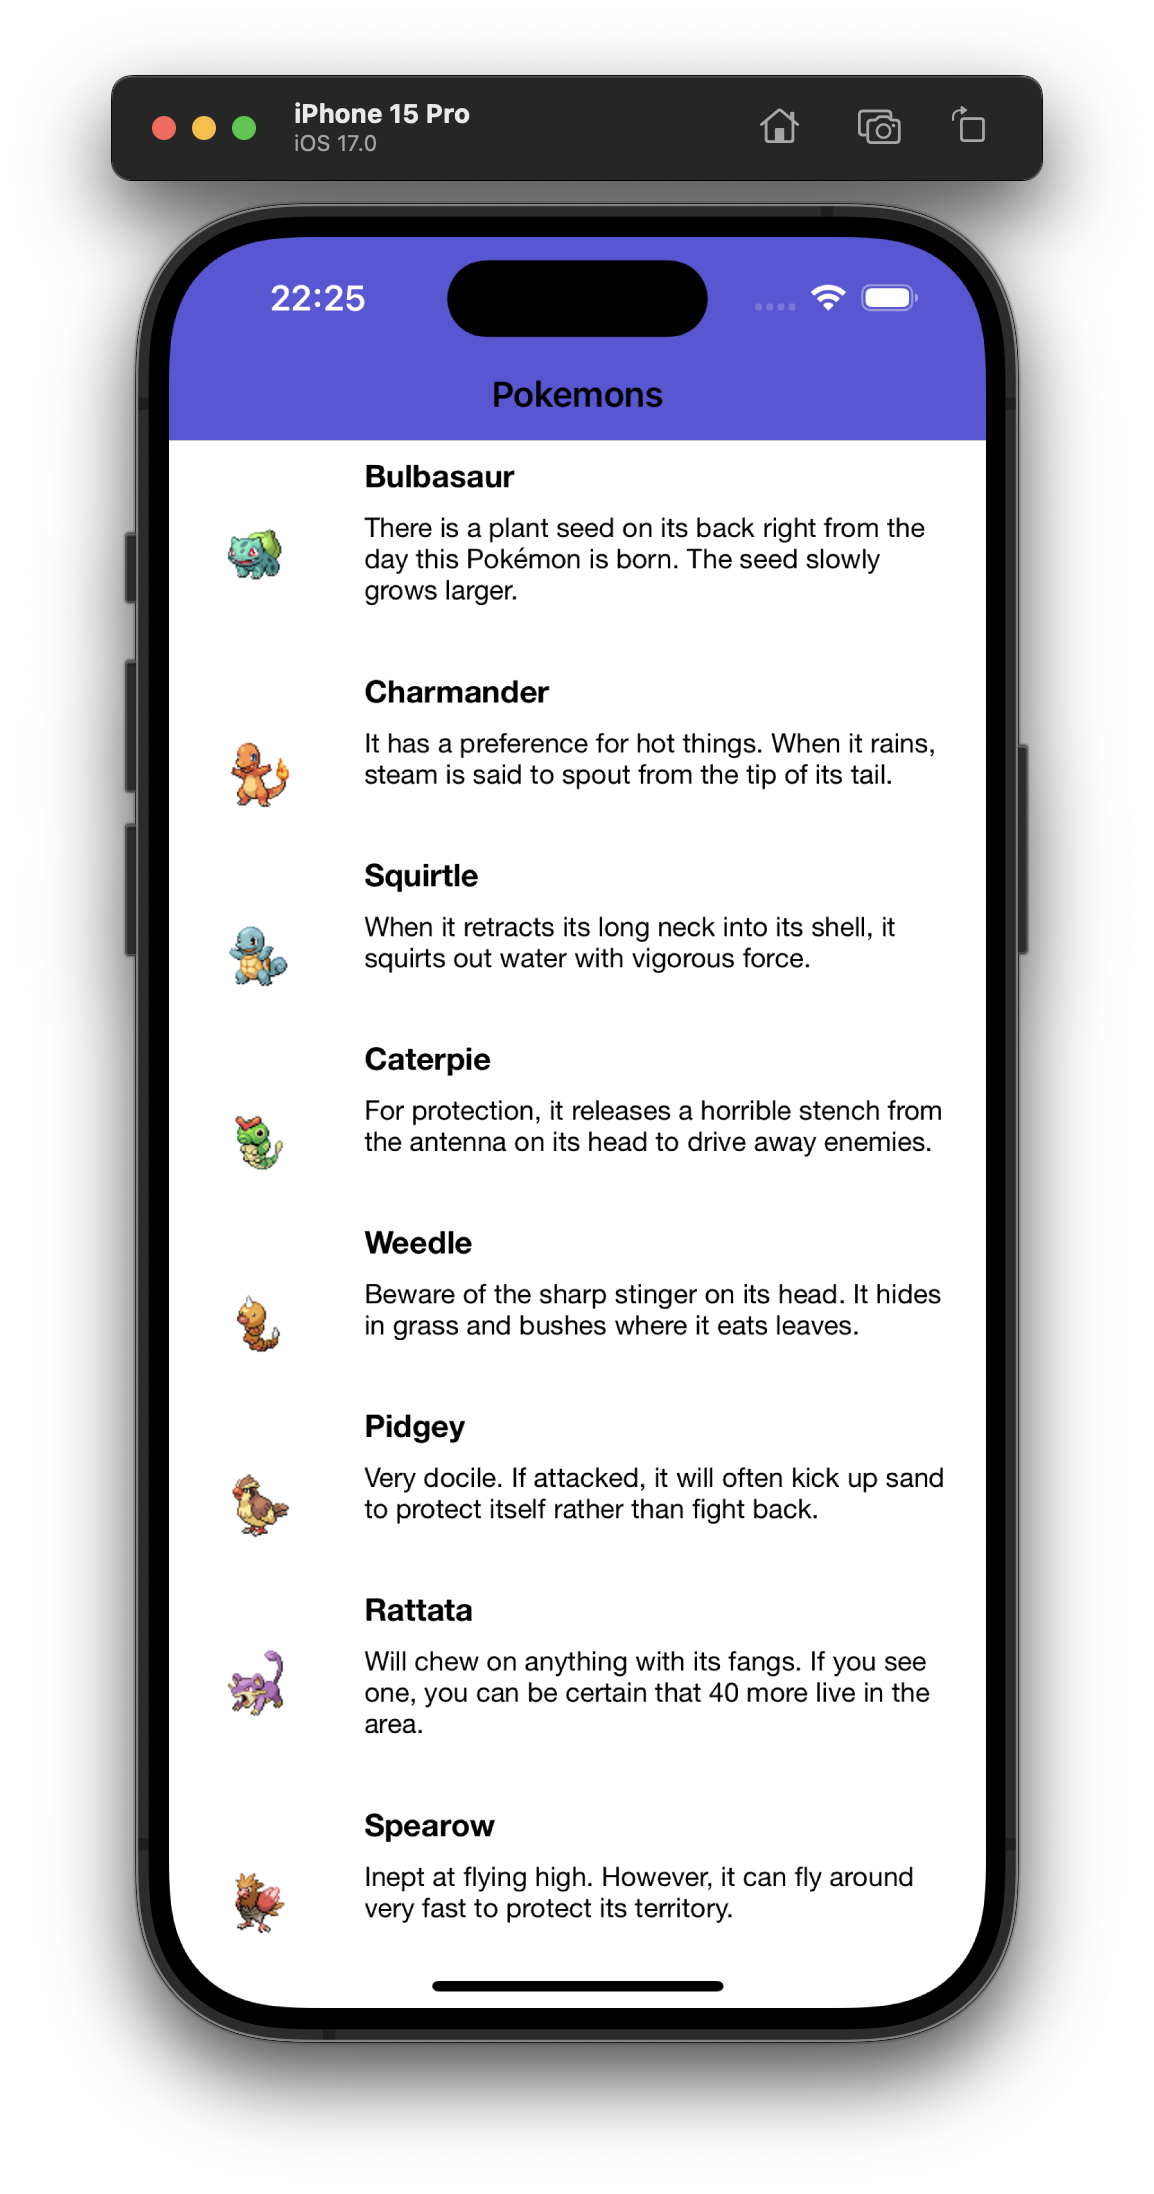 iPhone 15 Pro
iOS 17.0
22:25
Pokemons
Bulbasaur
There is a plant seed on its back right from the
day this Pokémon is born. The seed slowly
grows larger.
Charmander
It has a preference for hot things. When it rains,
steam is said to spout from the tip of its tail.
Squirtle
When it retracts its long neck into its shell, it
squirts out water with vigorous force.
Caterpie
For protection, it releases a horrible stench from
the antenna on its head to drive away enemies.
Weedle
Beware of the sharp stinger on its head. It hides
in grass and bushes where it eats leaves.
Pidgey
Very docile. If attacked, it will often kick up sand
to protect itself rather than fight back.
Rattata
Will chew on anything with its fangs. If you see
one, you can be certain that 40 more live in the
area.
Spearow
Inept at flying high. However, it can fly around
very fast to protect its territory.